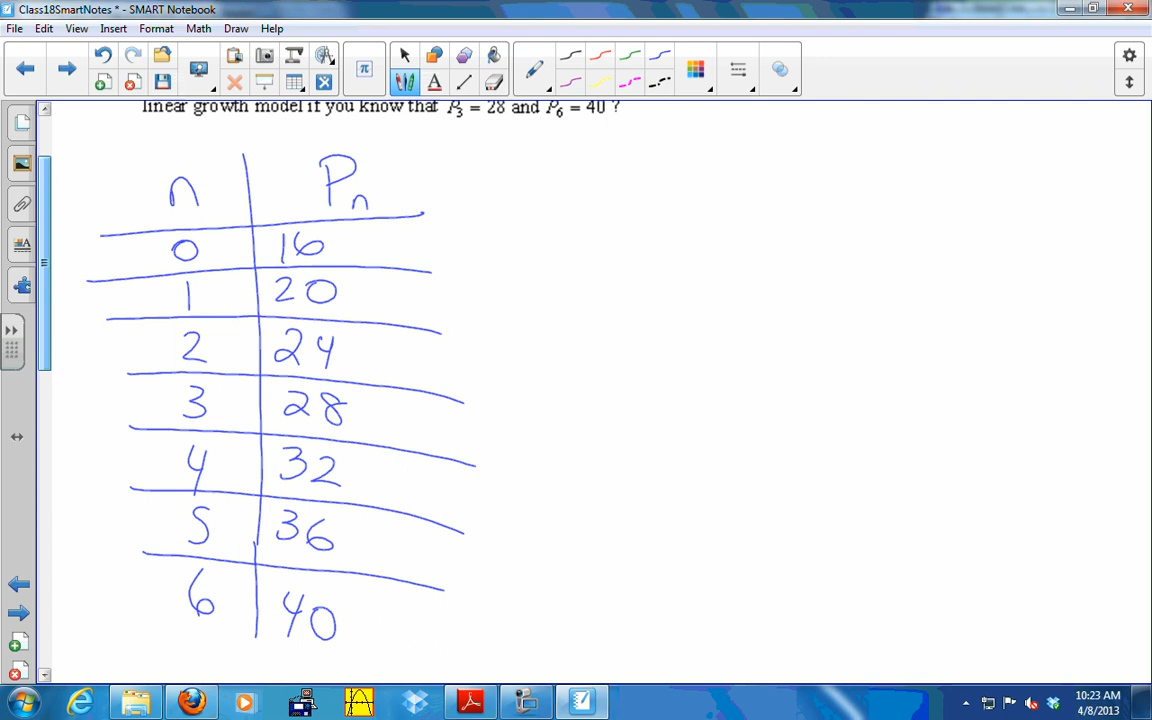 Class18SmartNotes * - SMART Notebook
File Edit View Insert Format Math Draw Help
π
A
linear growth model if you know that P₃ = 28 and P₆ = 40 ?
n Pₙ
0 16
1 20
2 24
3 28
4 32
5 36
6 40
10:23 AM
4/8/2013